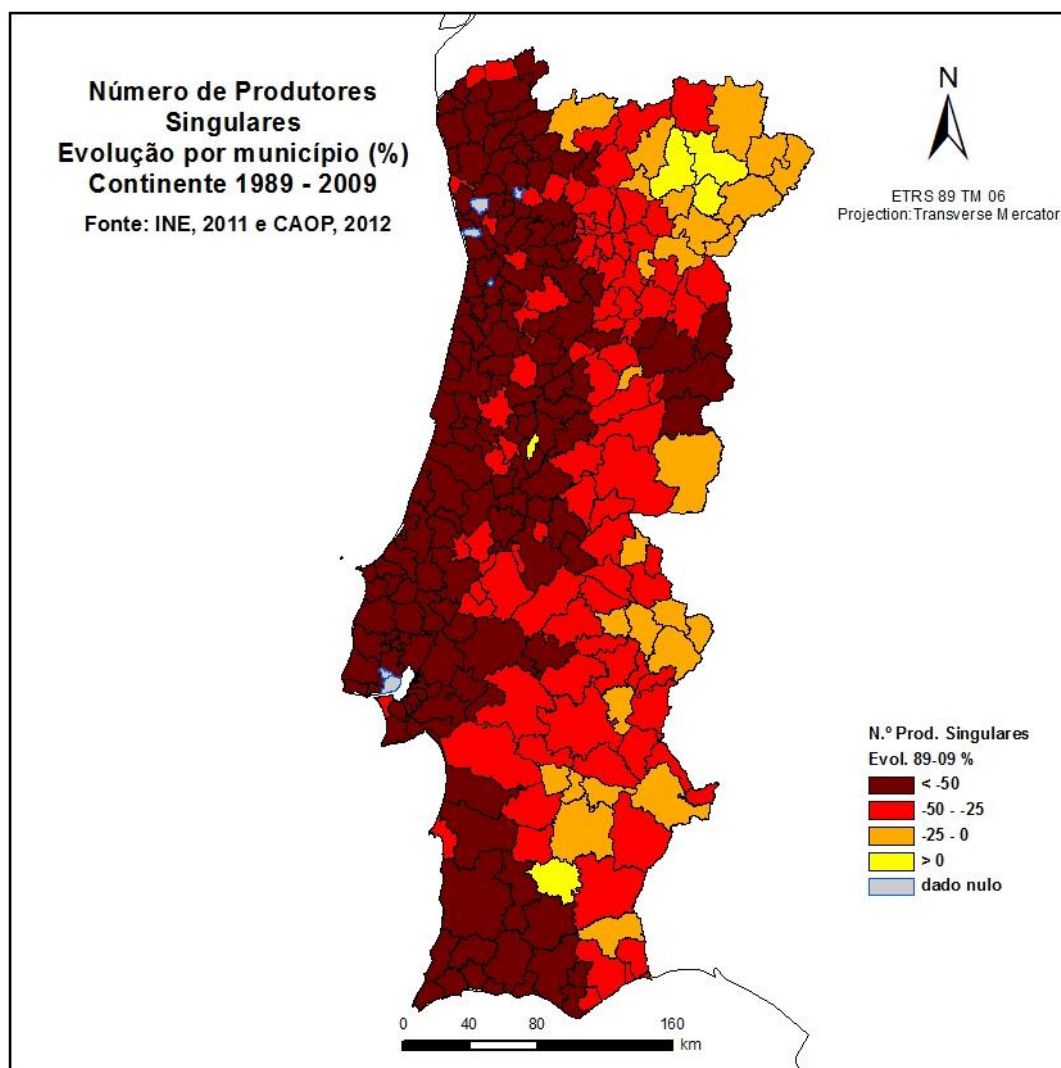 Número de Produtores
Singulares
Evolução por município (%)
Continente 1989 - 2009
Fonte: INE, 2011 e CAOP, 2012
N
ETRS 89 TM 06
Projection:Transverse Mercator
N.º Prod. Singulares
Evol. 89-09 %
< -50
-50 - -25
-25 - 0
> 0
dado nulo
0 40 80 160
km